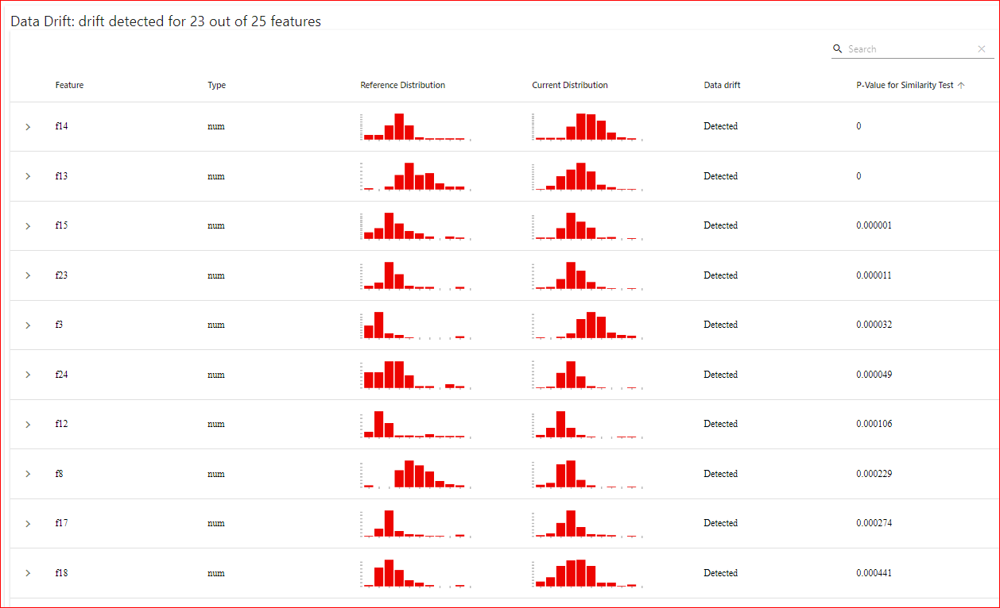 Data Drift: drift detected for 23 out of 25 features
Search
Feature Type Reference Distribution Current Distribution Data drift P-Value for Similarity Test
f14 num Detected 0
f13 num Detected 0
f15 num Detected 0.000001
f23 num Detected 0.000011
f3 num Detected 0.000032
f24 num Detected 0.000049
f12 num Detected 0.000106
f8 num Detected 0.000229
f17 num Detected 0.000274
f18 num Detected 0.000441